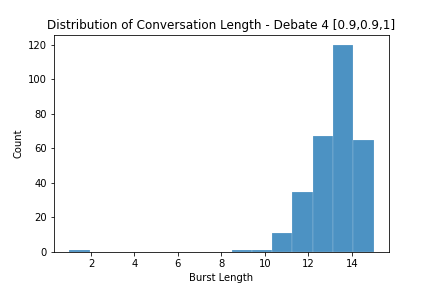 Distribution of Conversation Length - Debate 4 [0.9,0.9,1]
120
100
80
60
40
20
0
Count
2 4 6 8 10 12 14
Burst Length